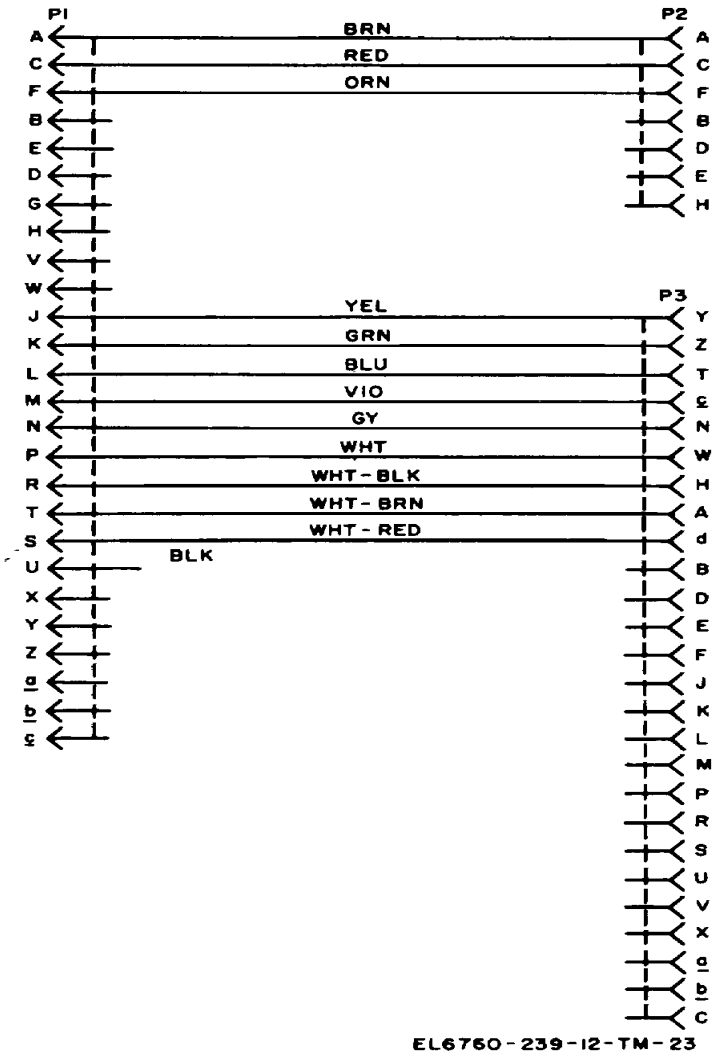 P1 P2
A BRN A
C RED C
F ORN F
B B
E D
D E
G H
H
V
W
P3
J YEL Y
K GRN Z
L BLU T
M VIO c
N GY N
P WHT W
R WHT-BLK H
T WHT-BRN A
S WHT-RED d
U BLK B
X D
Y E
Z F
a J
b K
c L
M
P
R
S
U
V
X
a
b
C
EL6760-239-12-TM-23